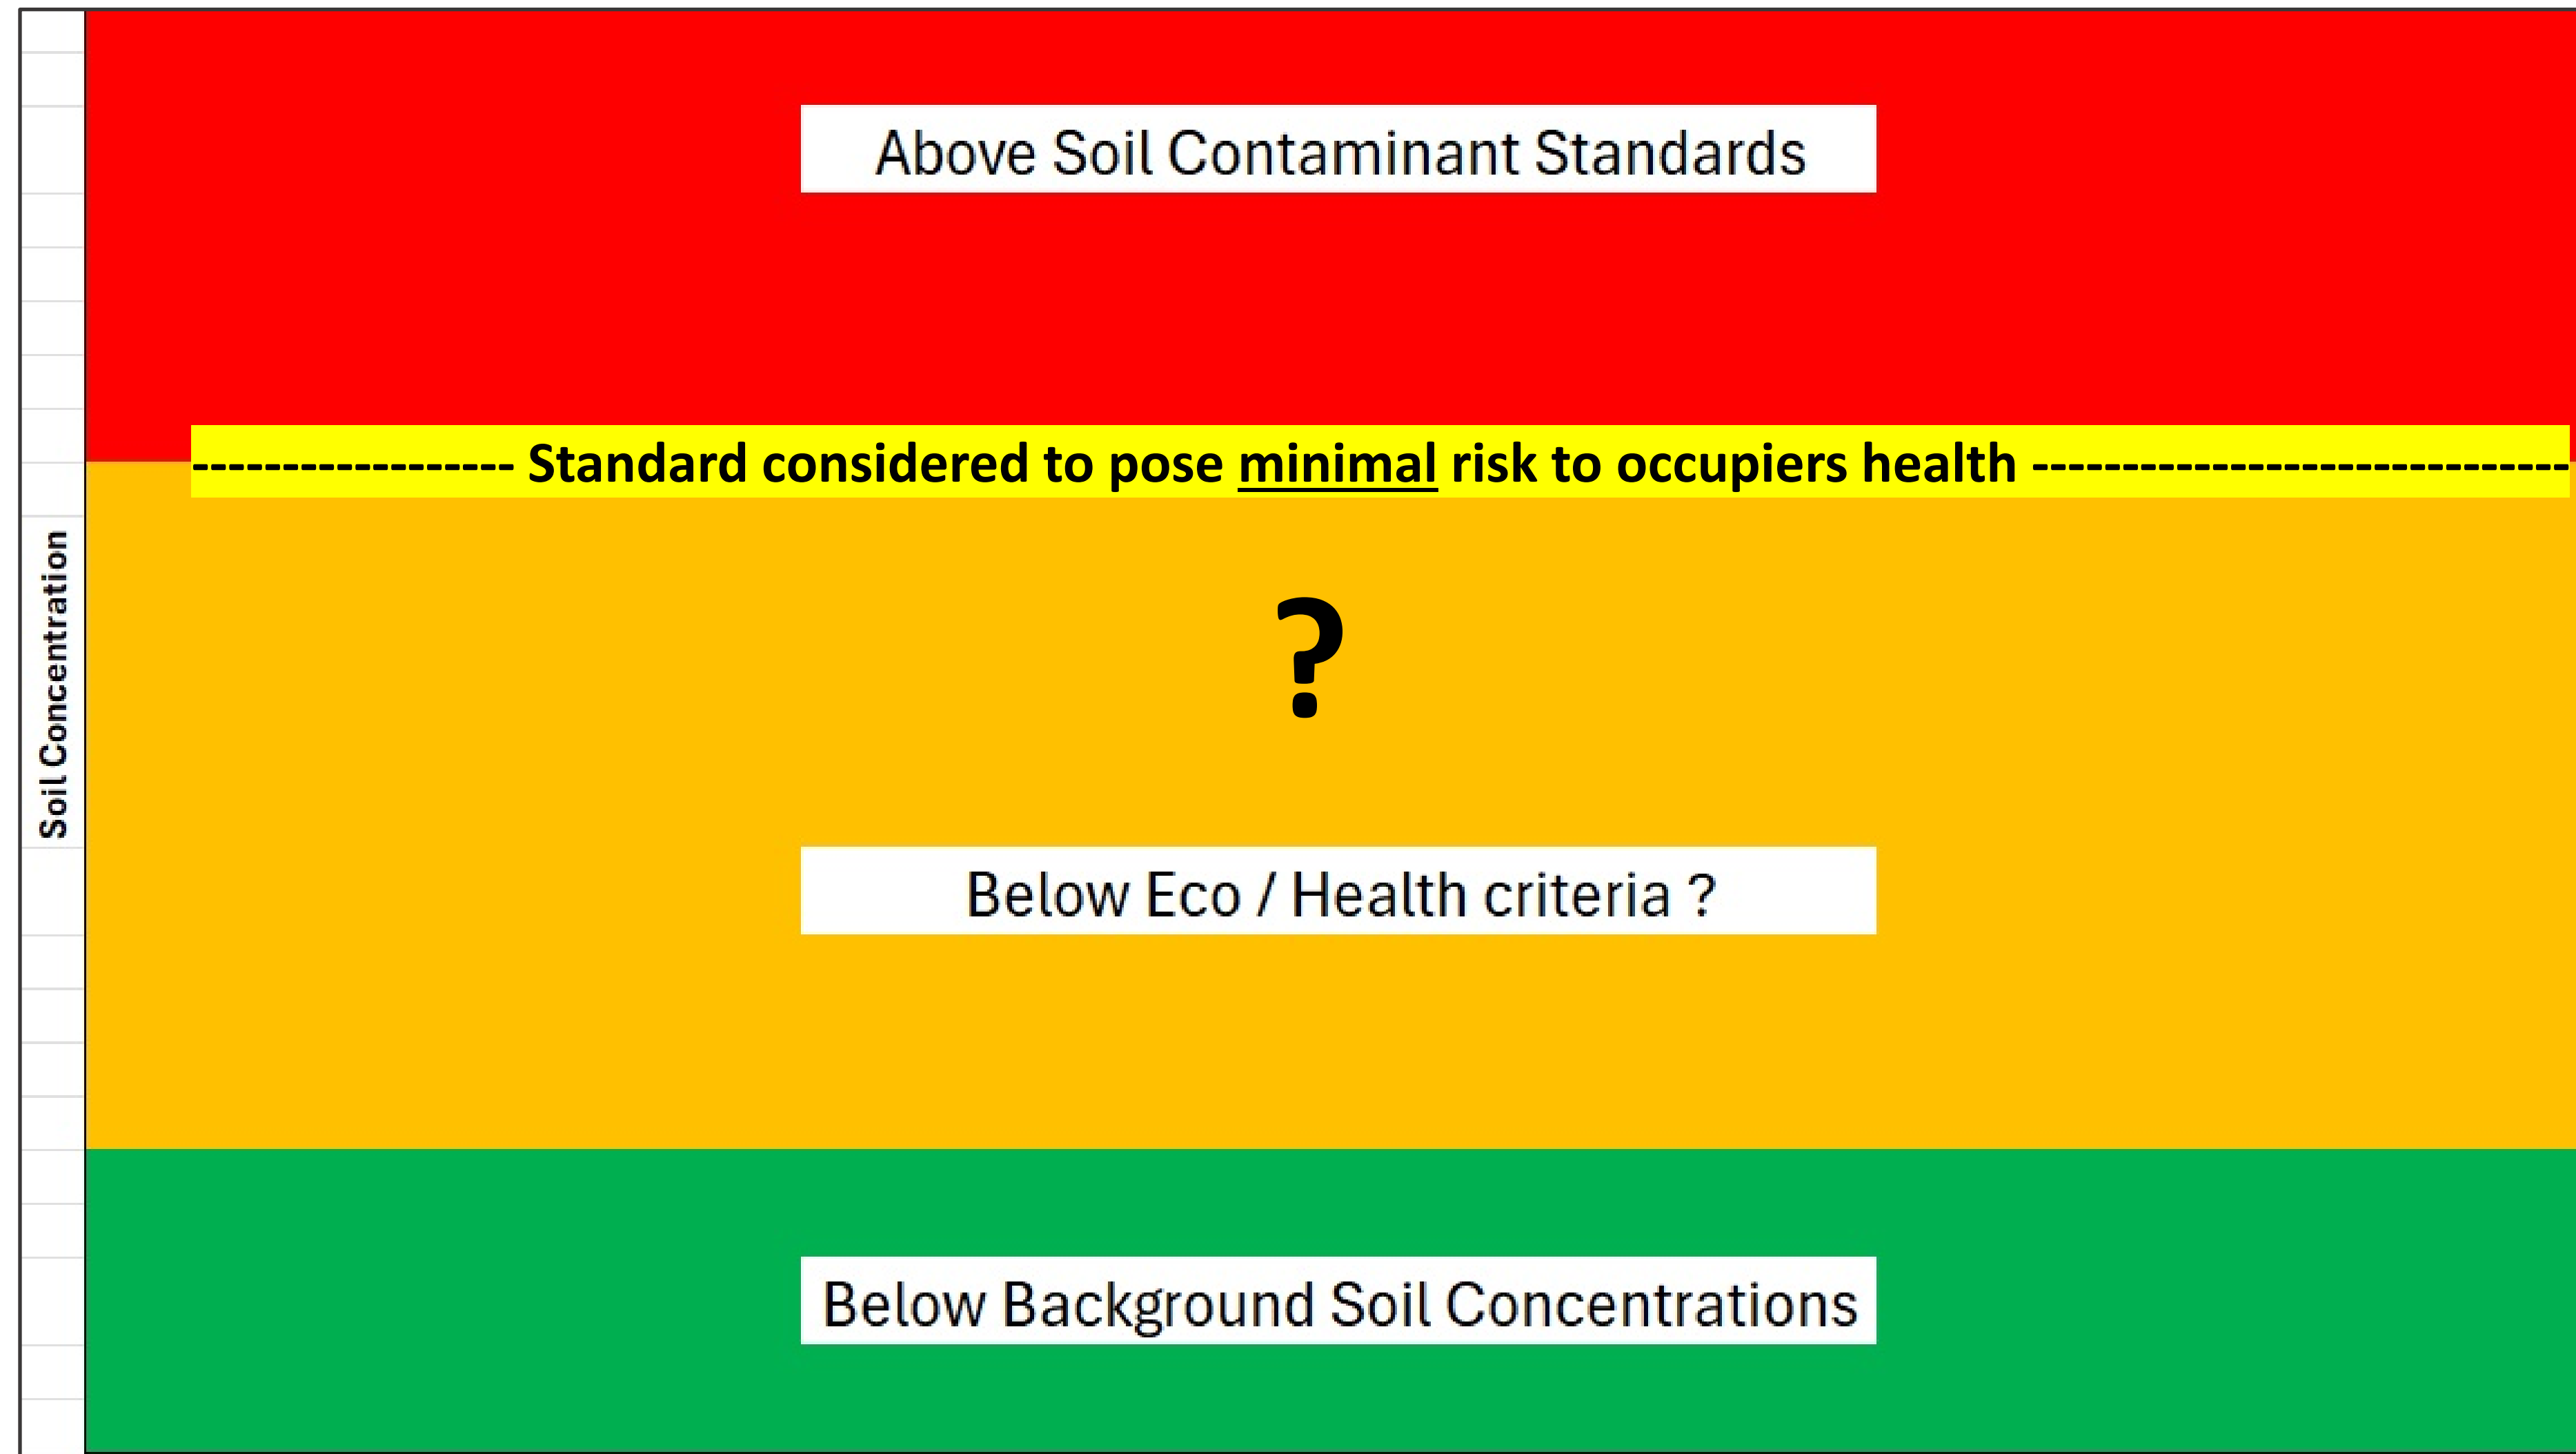 Above Soil Contaminant Standards
------------------ Standard considered to pose minimal risk to occupiers health ------------------------------
Soil Concentration
?
Below Eco / Health criteria ?
Below Background Soil Concentrations